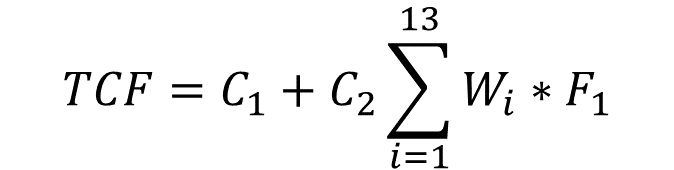 TCF = C₁ + C₂ ∑_{i=1}^{13} Wᵢ * F₁